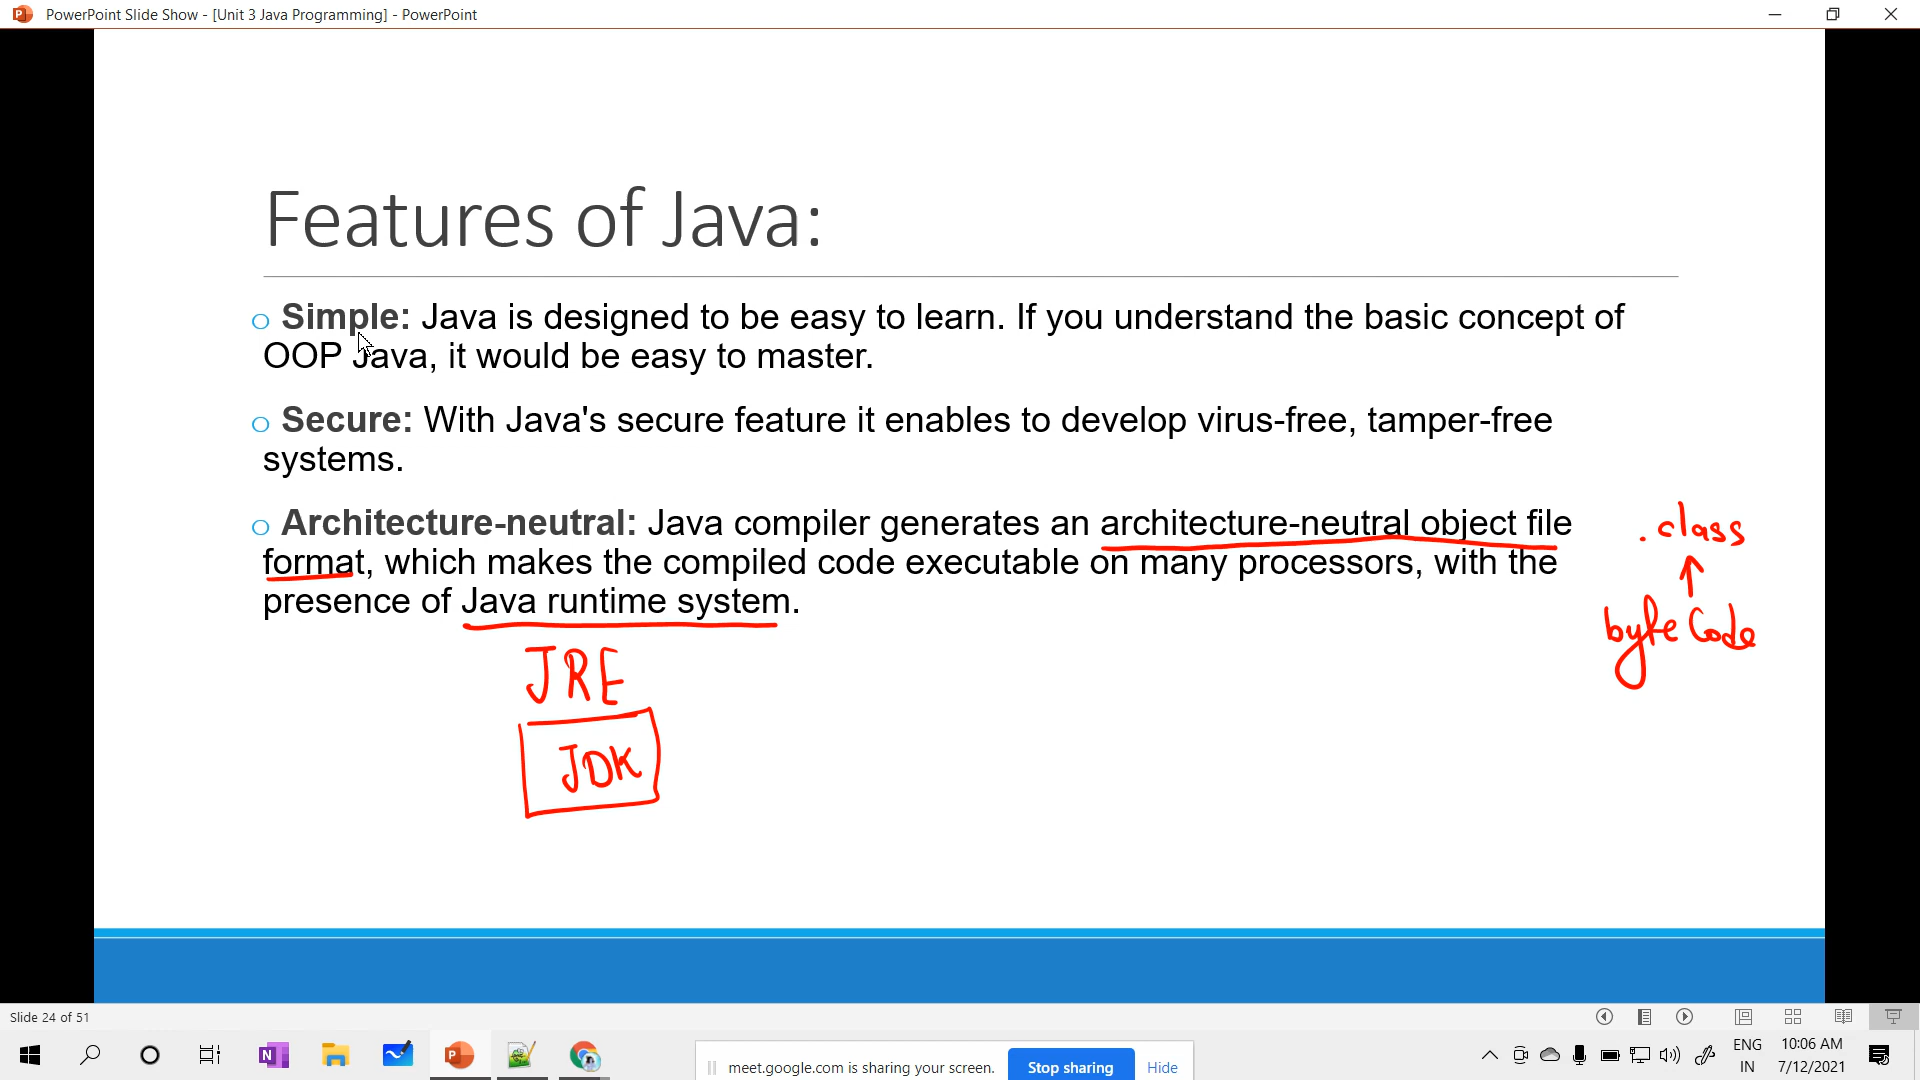 PowerPoint Slide Show - [Unit 3 Java Programming] - PowerPoint
Features of Java:
o Simple: Java is designed to be easy to learn. If you understand the basic concept of
OOP Java, it would be easy to master.
o Secure: With Java's secure feature it enables to develop virus-free, tamper-free
systems.
o Architecture-neutral: Java compiler generates an architecture-neutral object file
format, which makes the compiled code executable on many processors, with the
presence of Java runtime system.
.class
byte Code
JRE
JDK
Slide 24 of 51
meet.google.com is sharing your screen.
Stop sharing
Hide
ENG
IN
10:06 AM
7/12/2021